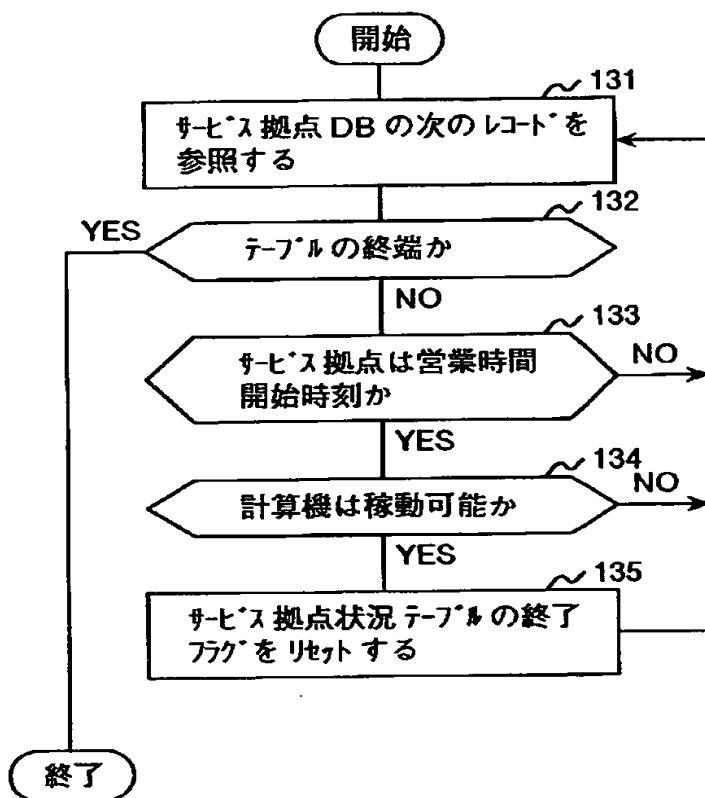 開始
131
ｻｰﾋﾞｽ拠点DBの次のﾚｺｰﾄﾞを
参照する
132
YES
ﾃｰﾌﾞﾙの終端か
NO
133
ｻｰﾋﾞｽ拠点は営業時間
開始時刻か
NO
YES
134
計算機は稼動可能か
NO
YES
135
ｻｰﾋﾞｽ拠点状況ﾃｰﾌﾞﾙの終了
ﾌﾗｸﾞをﾘｾｯﾄする
終了